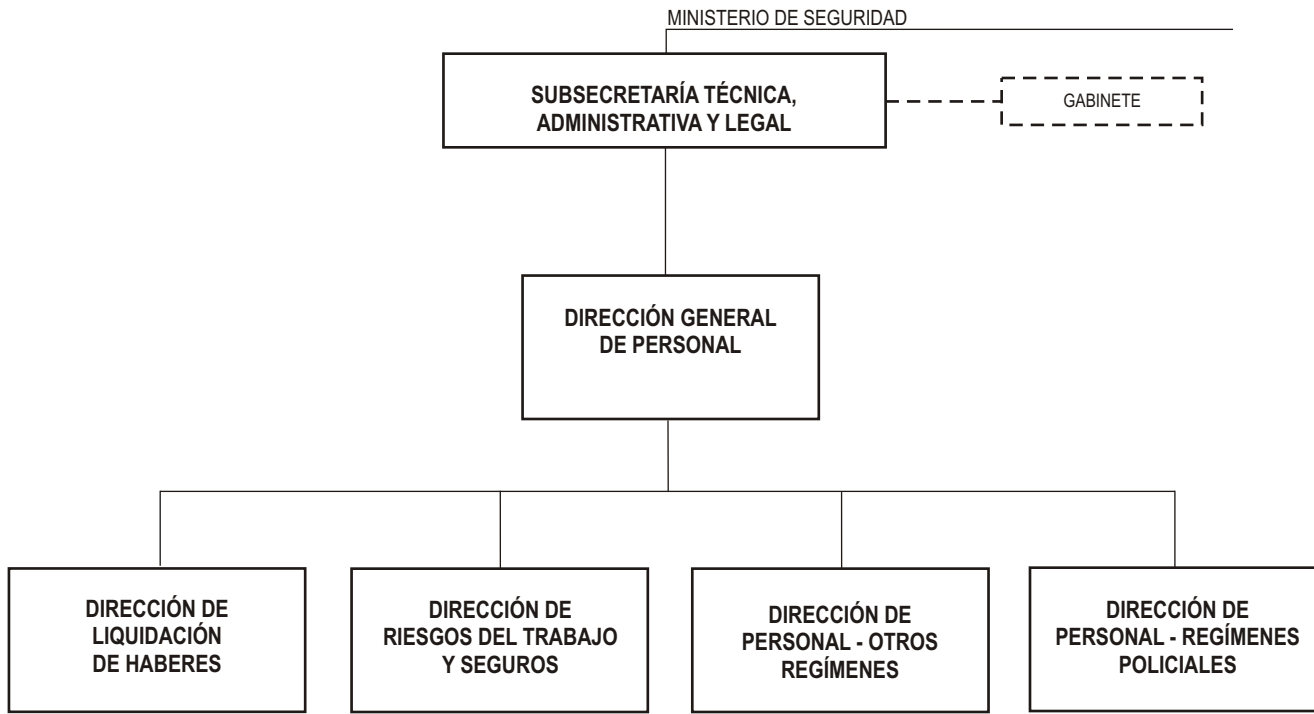 MINISTERIO DE SEGURIDAD
SUBSECRETARÍA TÉCNICA,
ADMINISTRATIVA Y LEGAL
GABINETE
DIRECCIÓN GENERAL
DE PERSONAL
DIRECCIÓN DE
LIQUIDACIÓN
DE HABERES
DIRECCIÓN DE
RIESGOS DEL TRABAJO
Y SEGUROS
DIRECCIÓN DE
PERSONAL - OTROS
REGÍMENES
DIRECCIÓN DE
PERSONAL - REGÍMENES
POLICIALES